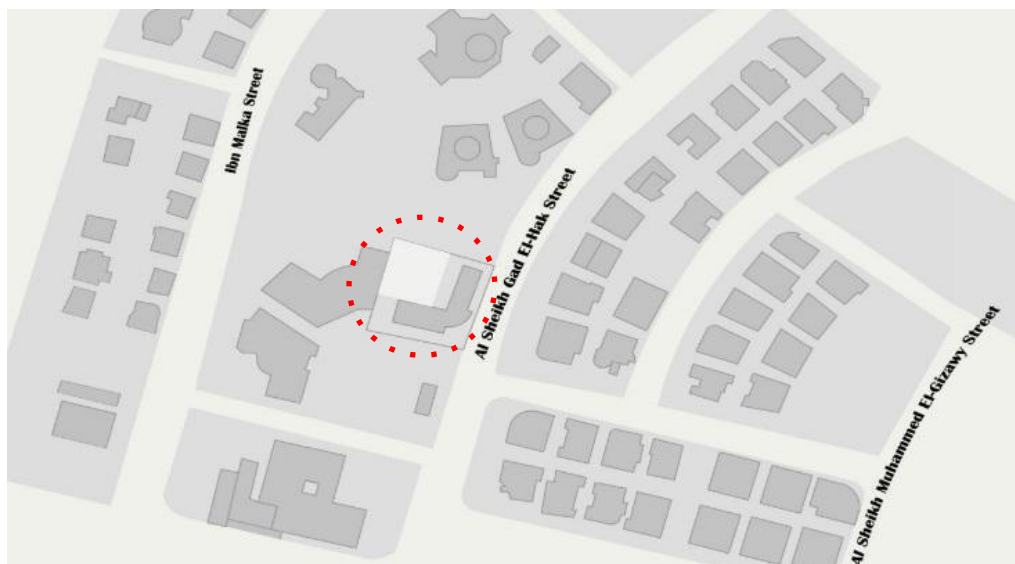 Ibn Malka Street
Al Sheikh Gad El-Hak Street
Al Sheikh Muhammed El-Gizawy Street